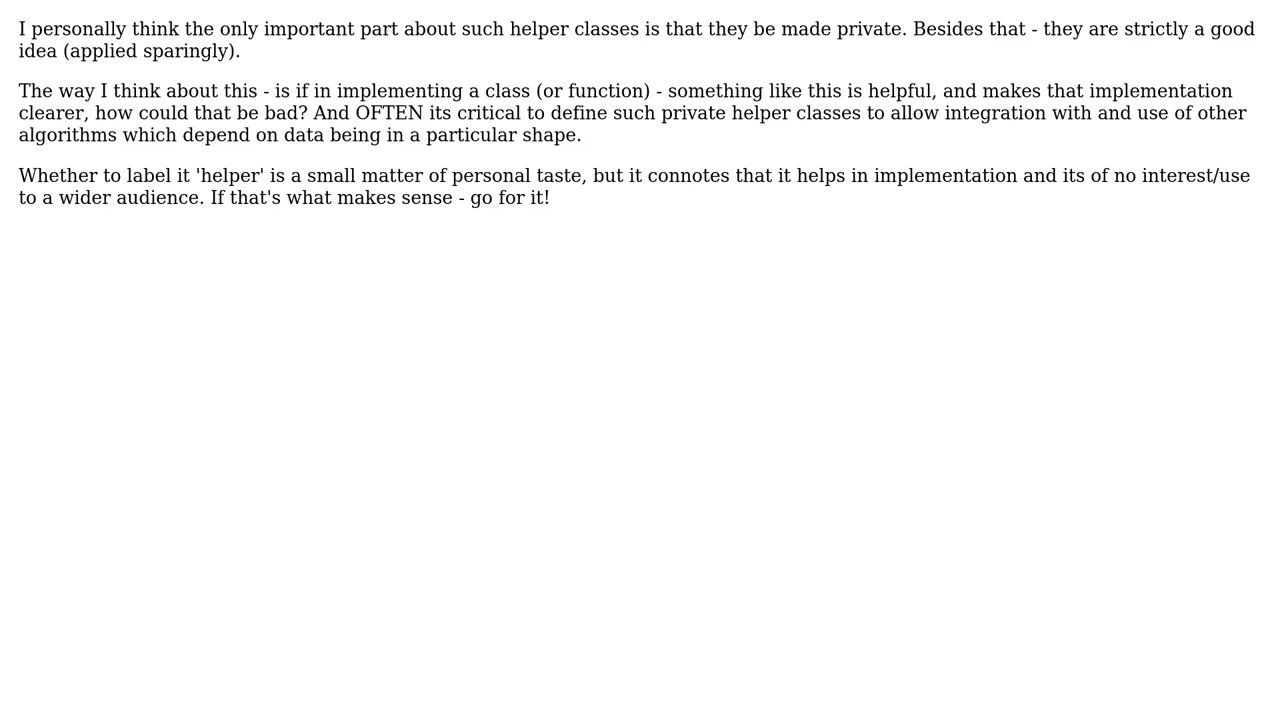 I personally think the only important part about such helper classes is that they be made private. Besides that - they are strictly a good
idea (applied sparingly).
The way I think about this - is if in implementing a class (or function) - something like this is helpful, and makes that implementation
clearer, how could that be bad? And OFTEN its critical to define such private helper classes to allow integration with and use of other
algorithms which depend on data being in a particular shape.
Whether to label it 'helper' is a small matter of personal taste, but it connotes that it helps in implementation and its of no interest/use
to a wider audience. If that's what makes sense - go for it!